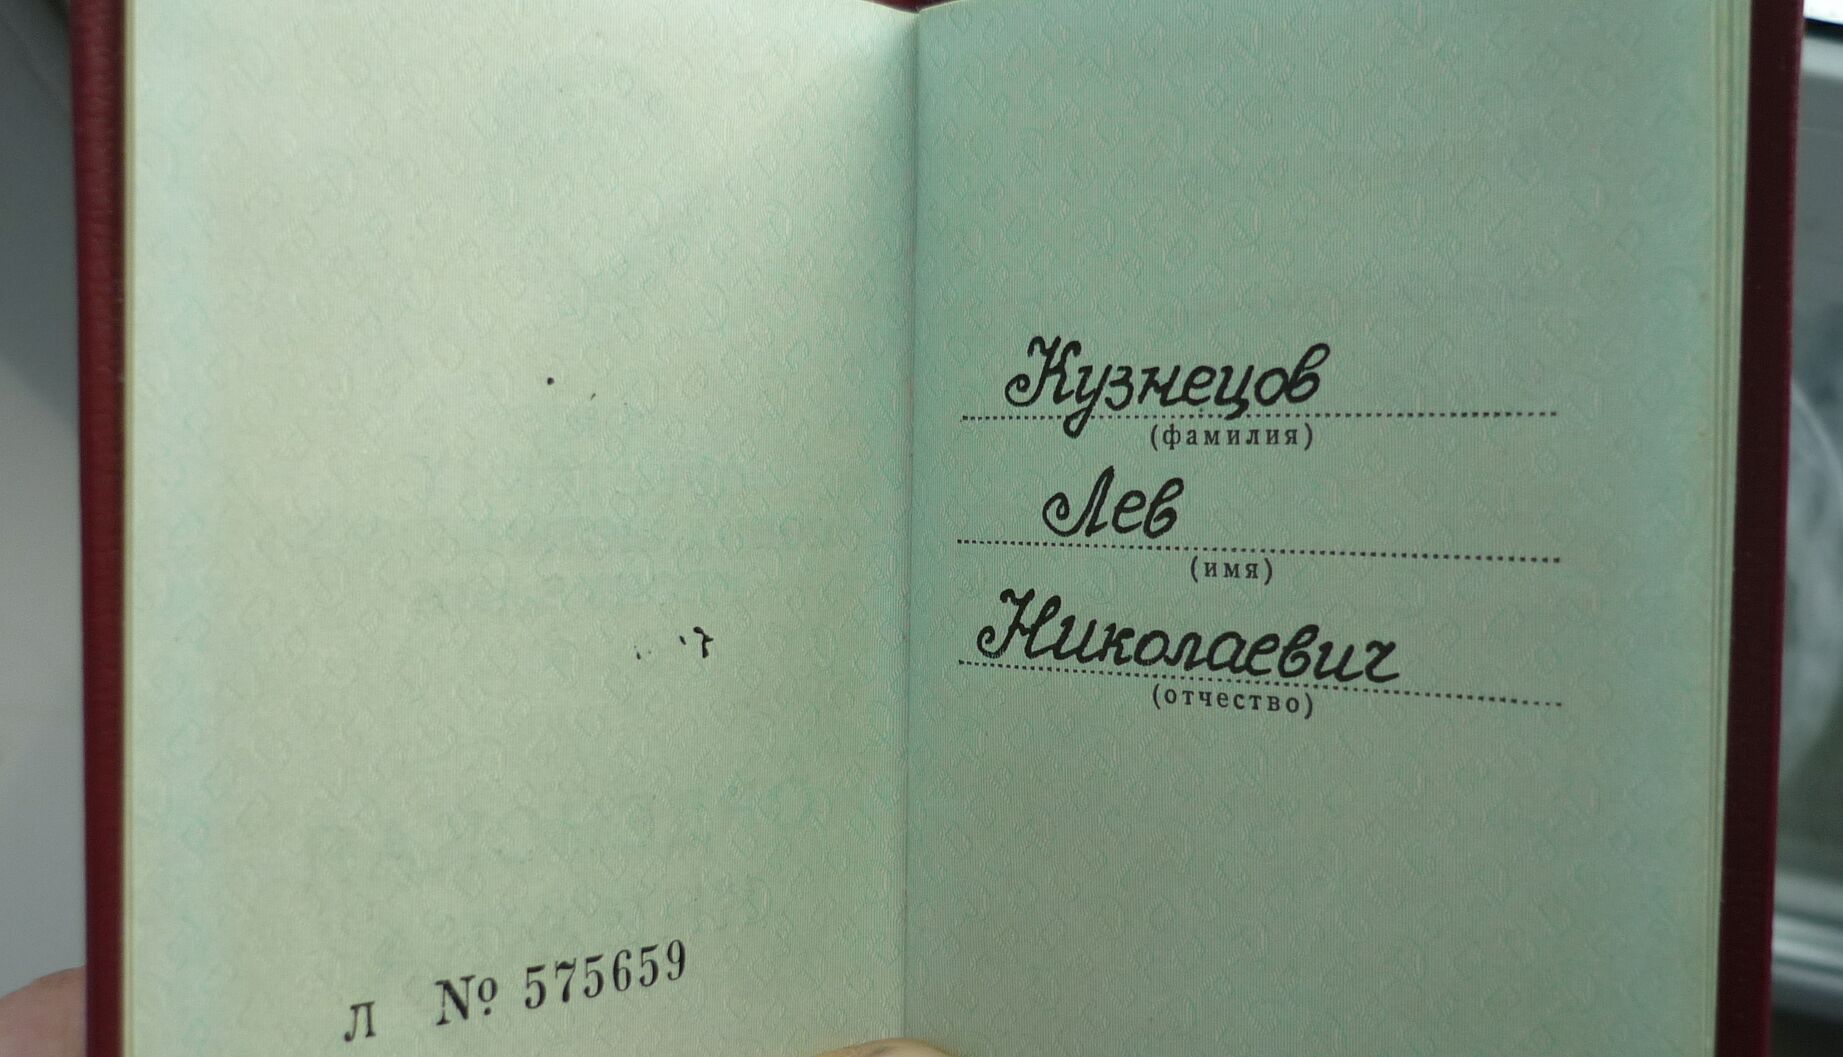 Л № 575659
Кузнецов
(фамилия)
Лев
(имя)
Николаевич
(отчество)